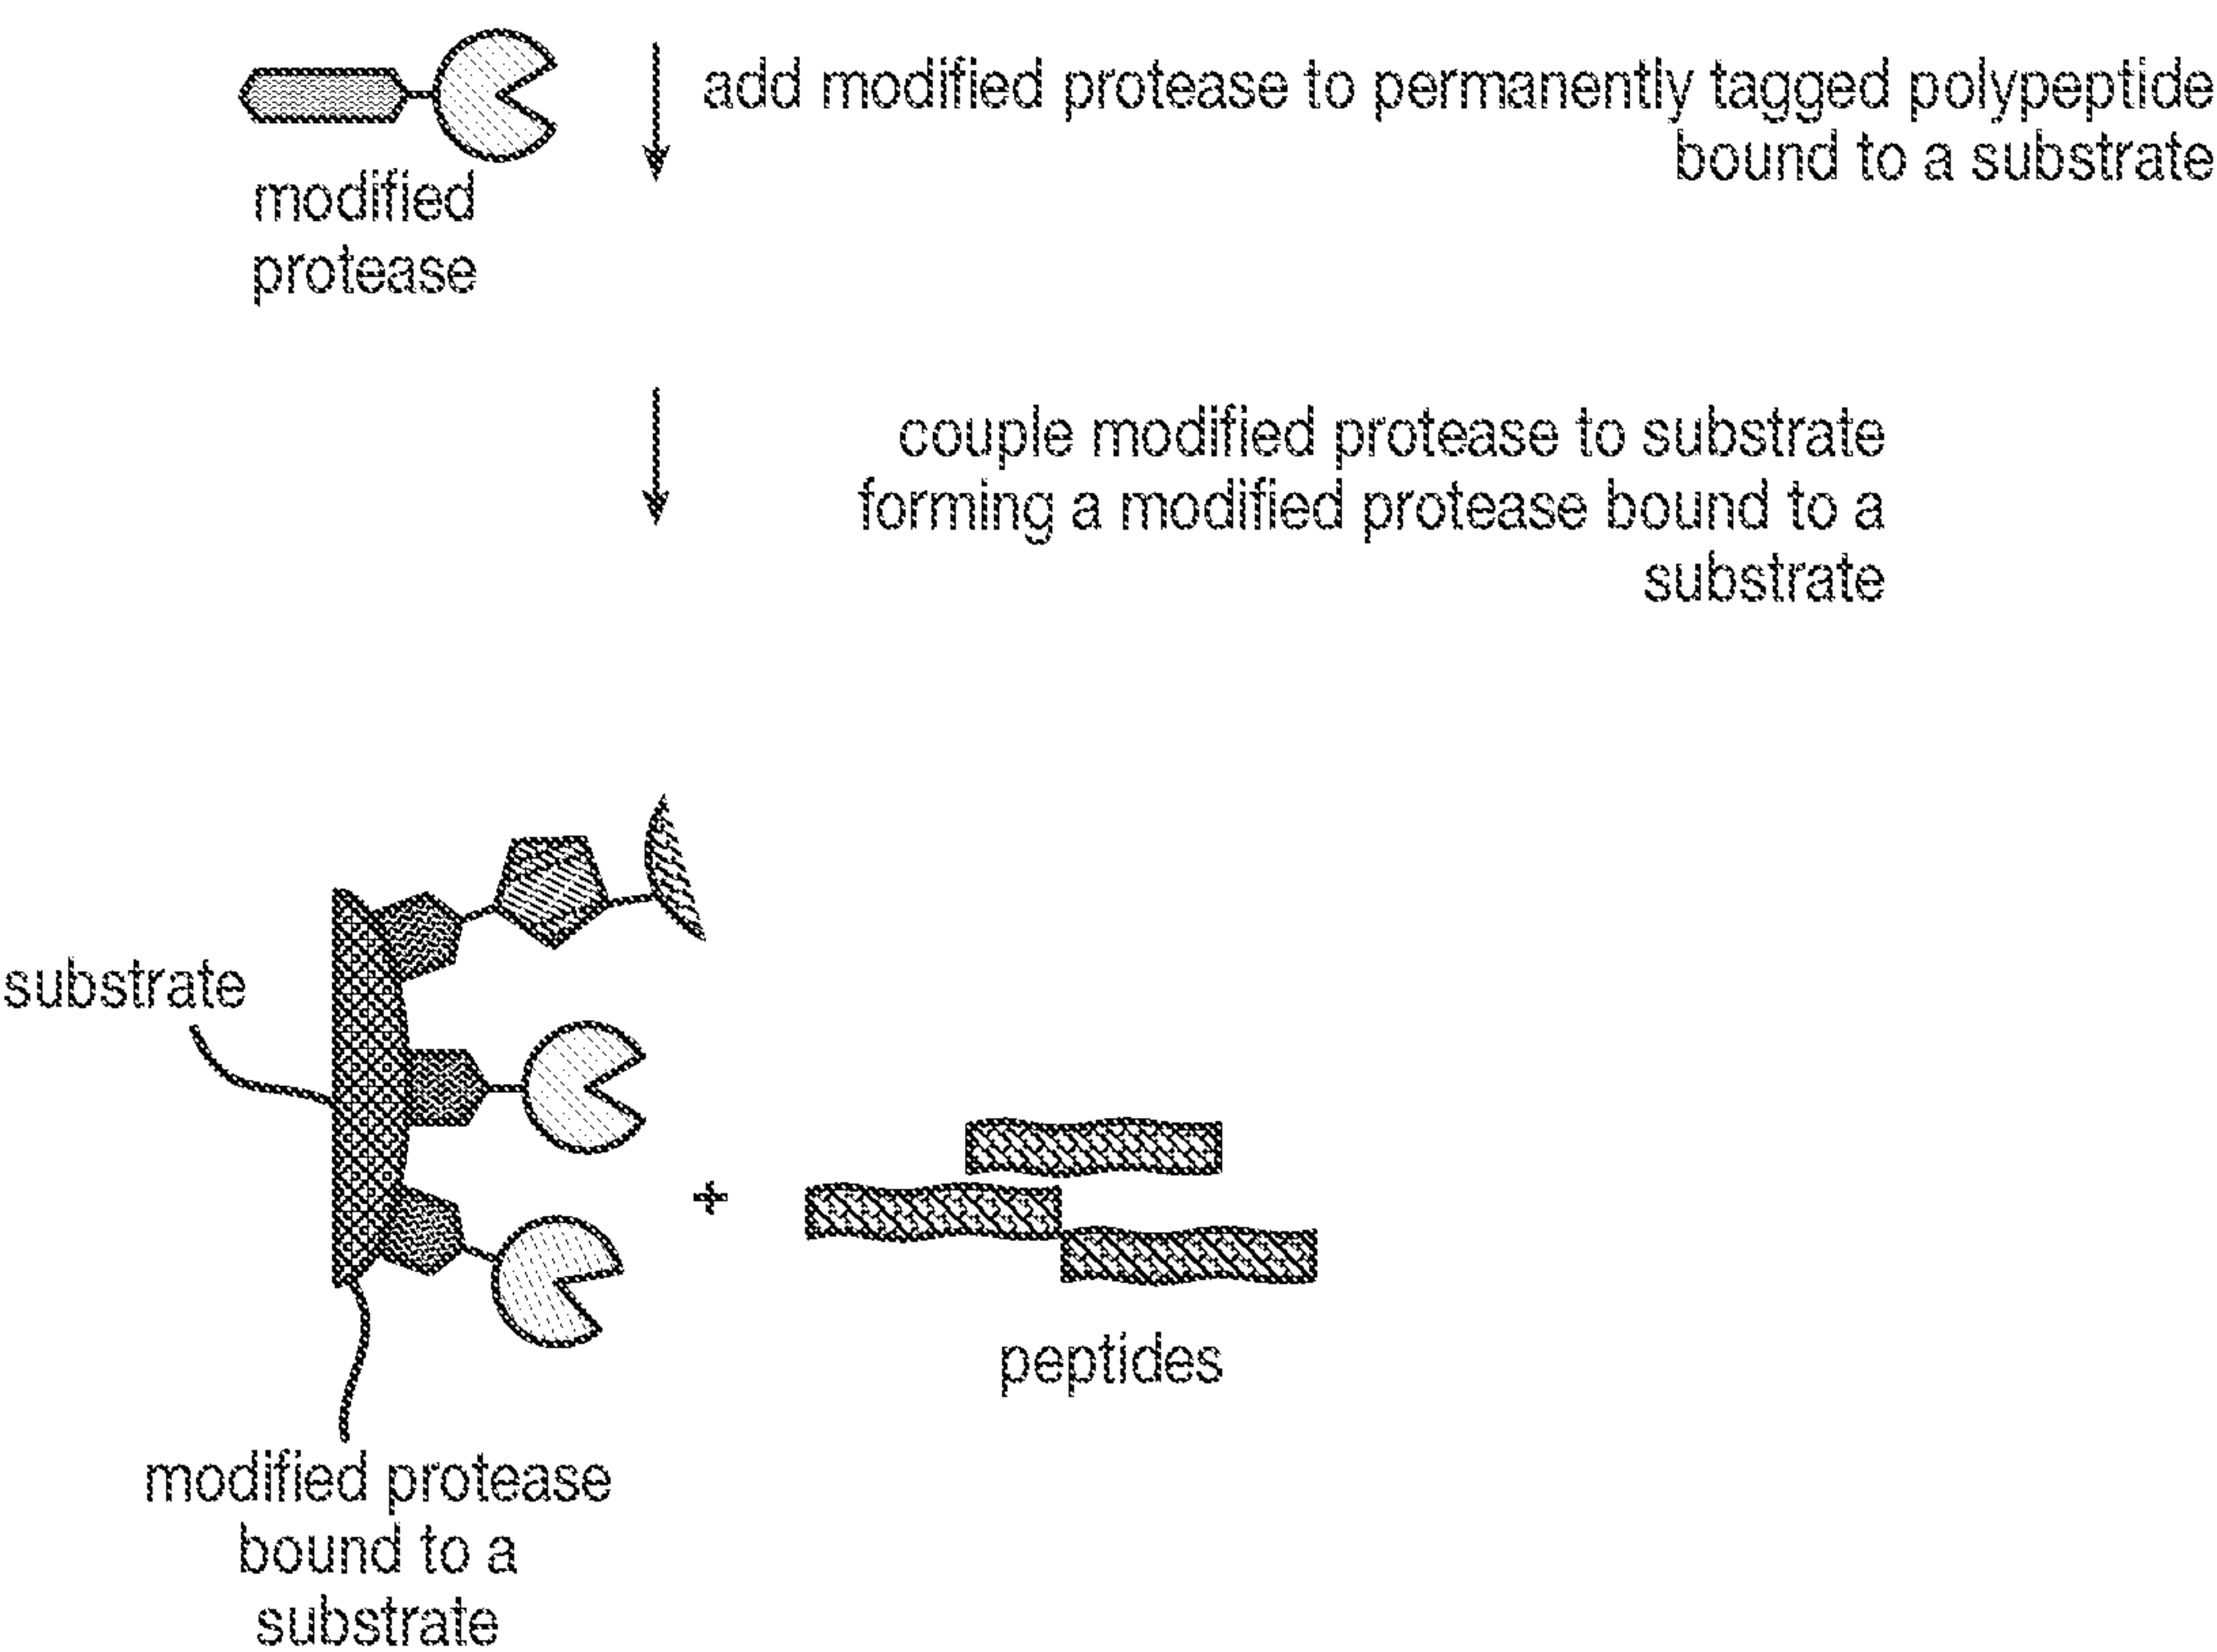 add modified protease to permanently tagged polypeptide
bound to a substrate
modified
protease
couple modified protease to substrate
forming a modified protease bound to a
substrate
substrate
+
peptides
modified protease
bound to a
substrate